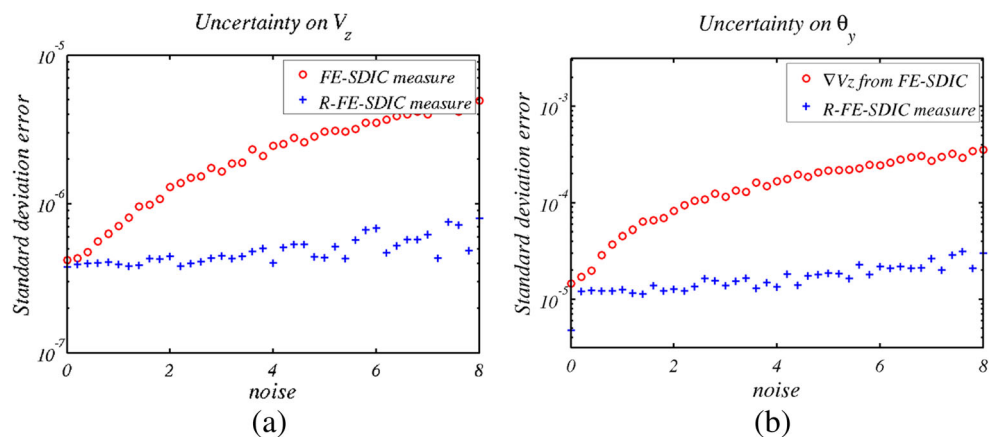 Uncertainty on V_z
10^-5
FE-SDIC measure
R-FE-SDIC measure
10^-6
10^-7
Standard deviation error
0 2 4 6 8
noise
(a)
Uncertainty on θ_y
∇Vz from FE-SDIC
R-FE-SDIC measure
10^-3
10^-4
10^-5
Standard deviation error
0 2 4 6 8
noise
(b)